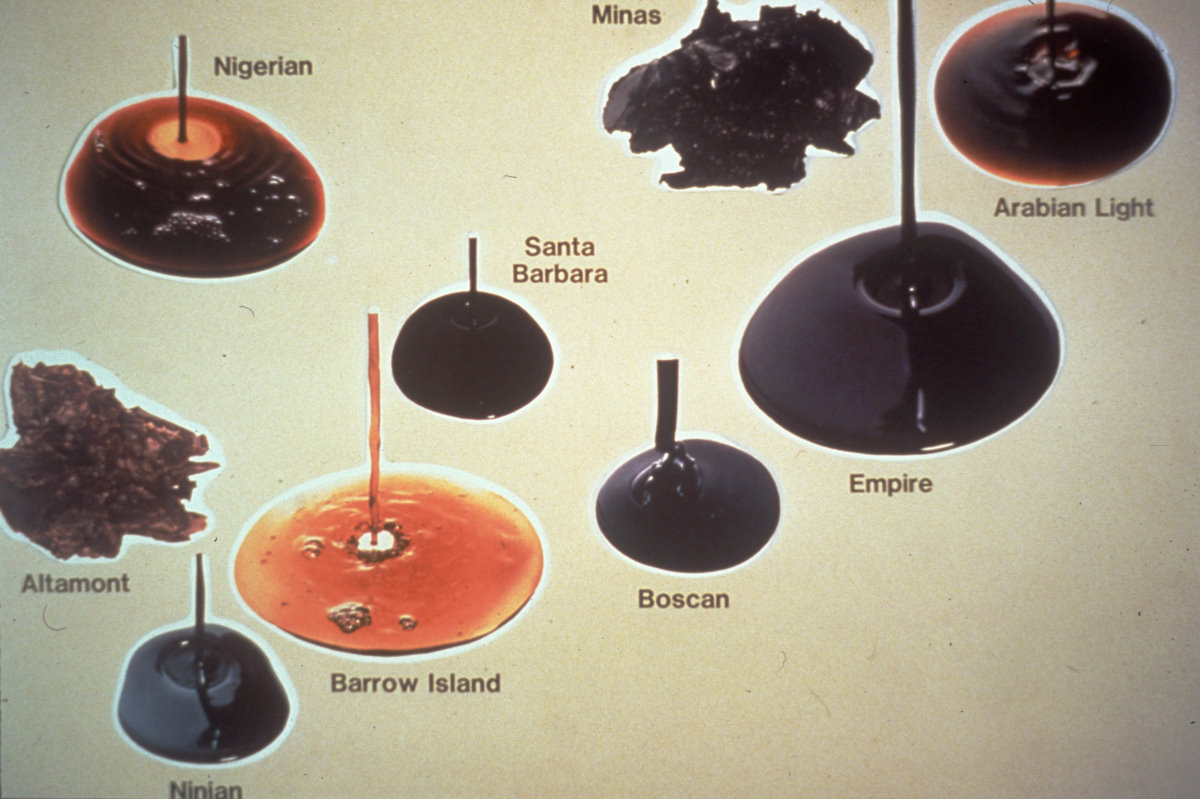 Minas
Nigerian
Arabian Light
Santa
Barbara
Empire
Altamont
Boscan
Barrow Island
Ninian